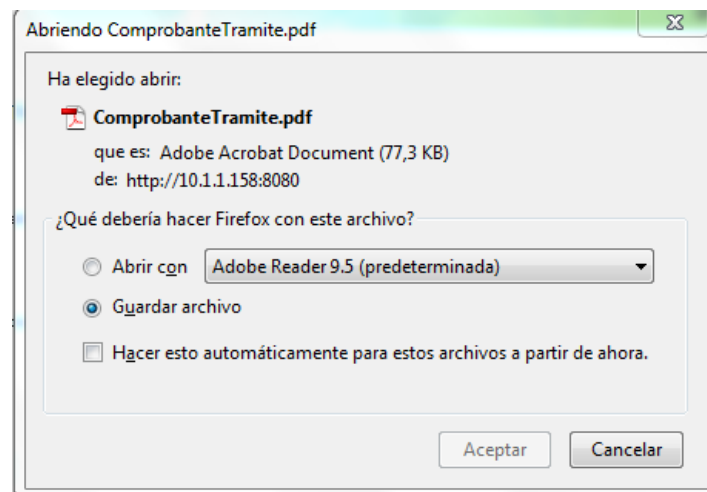 Abriendo ComprobanteTramite.pdf
Ha elegido abrir:
ComprobanteTramite.pdf
que es: Adobe Acrobat Document (77,3 KB)
de: http://10.1.1.158:8080
¿Qué debería hacer Firefox con este archivo?
Abrir con Adobe Reader 9.5 (predeterminada)
Guardar archivo
Hacer esto automáticamente para estos archivos a partir de ahora.
Aceptar Cancelar